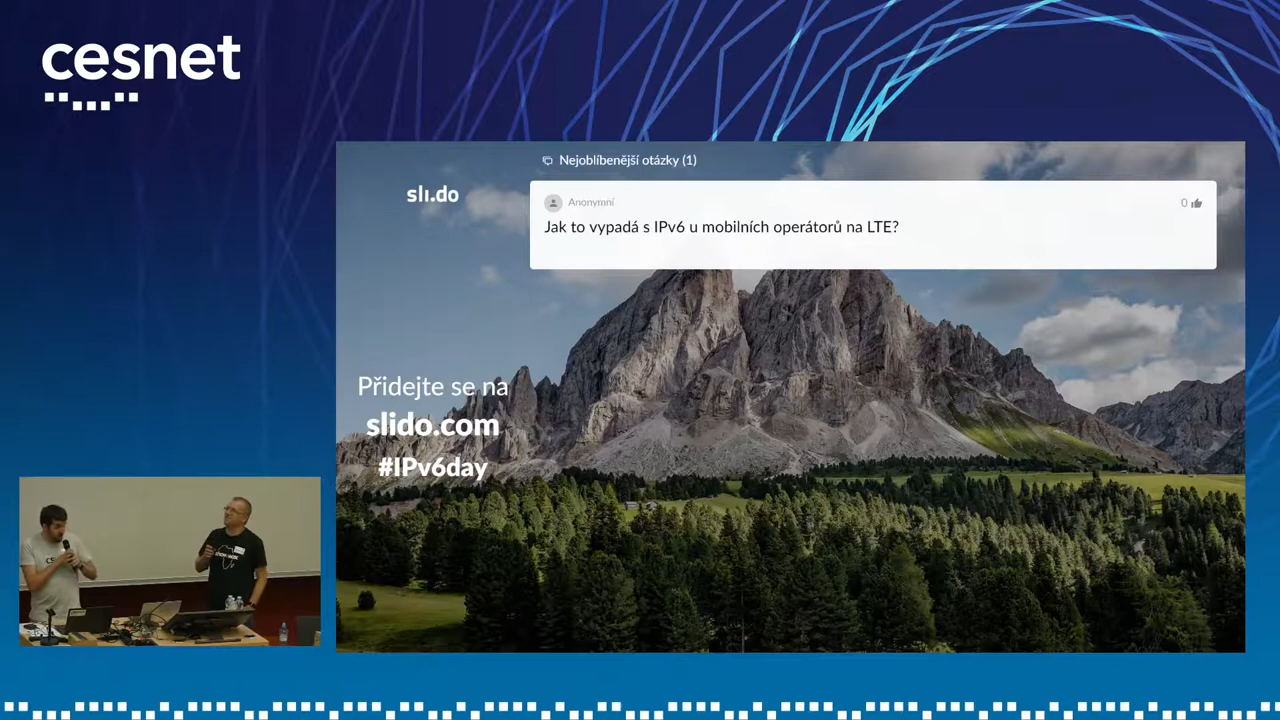 cesnet
Nejoblíbenější otázky (1)
sli.do
Anonymní
0
Jak to vypadá s IPv6 u mobilních operátorů na LTE?
Přidejte se na
slido.com
#IPv6day